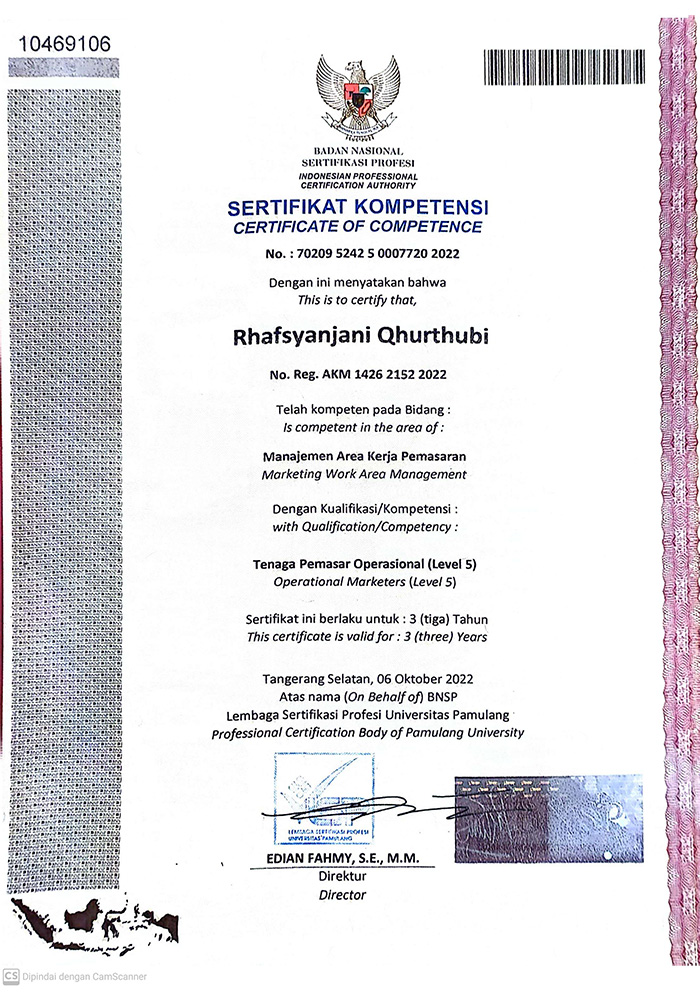 10469106
BADAN NASIONAL
SERTIFIKASI PROFESI
INDONESIAN PROFESSIONAL
CERTIFICATION AUTHORITY
SERTIFIKAT KOMPETENSI
CERTIFICATE OF COMPETENCE
No. : 70209 5242 5 0007720 2022
Dengan ini menyatakan bahwa
This is to certify that,
Rhafsyanjani Qhurthubi
No. Reg. AKM 1426 2152 2022
Telah kompeten pada Bidang :
Is competent in the area of :
Manajemen Area Kerja Pemasaran
Marketing Work Area Management
Dengan Kualifikasi/Kompetensi :
with Qualification/Competency :
Tenaga Pemasar Operasional (Level 5)
Operational Marketers (Level 5)
Sertifikat ini berlaku untuk : 3 (tiga) Tahun
This certificate is valid for : 3 (three) Years
Tangerang Selatan, 06 Oktober 2022
Atas nama (On Behalf of) BNSP
Lembaga Sertifikasi Profesi Universitas Pamulang
Professional Certification Body of Pamulang University
LEMBAGA SERTIFIKASI PROFESI
UNIVERSITAS PAMULANG
EDIAN FAHMY, S.E., M.M.
Direktur
Director
CS Dipindai dengan CamScanner